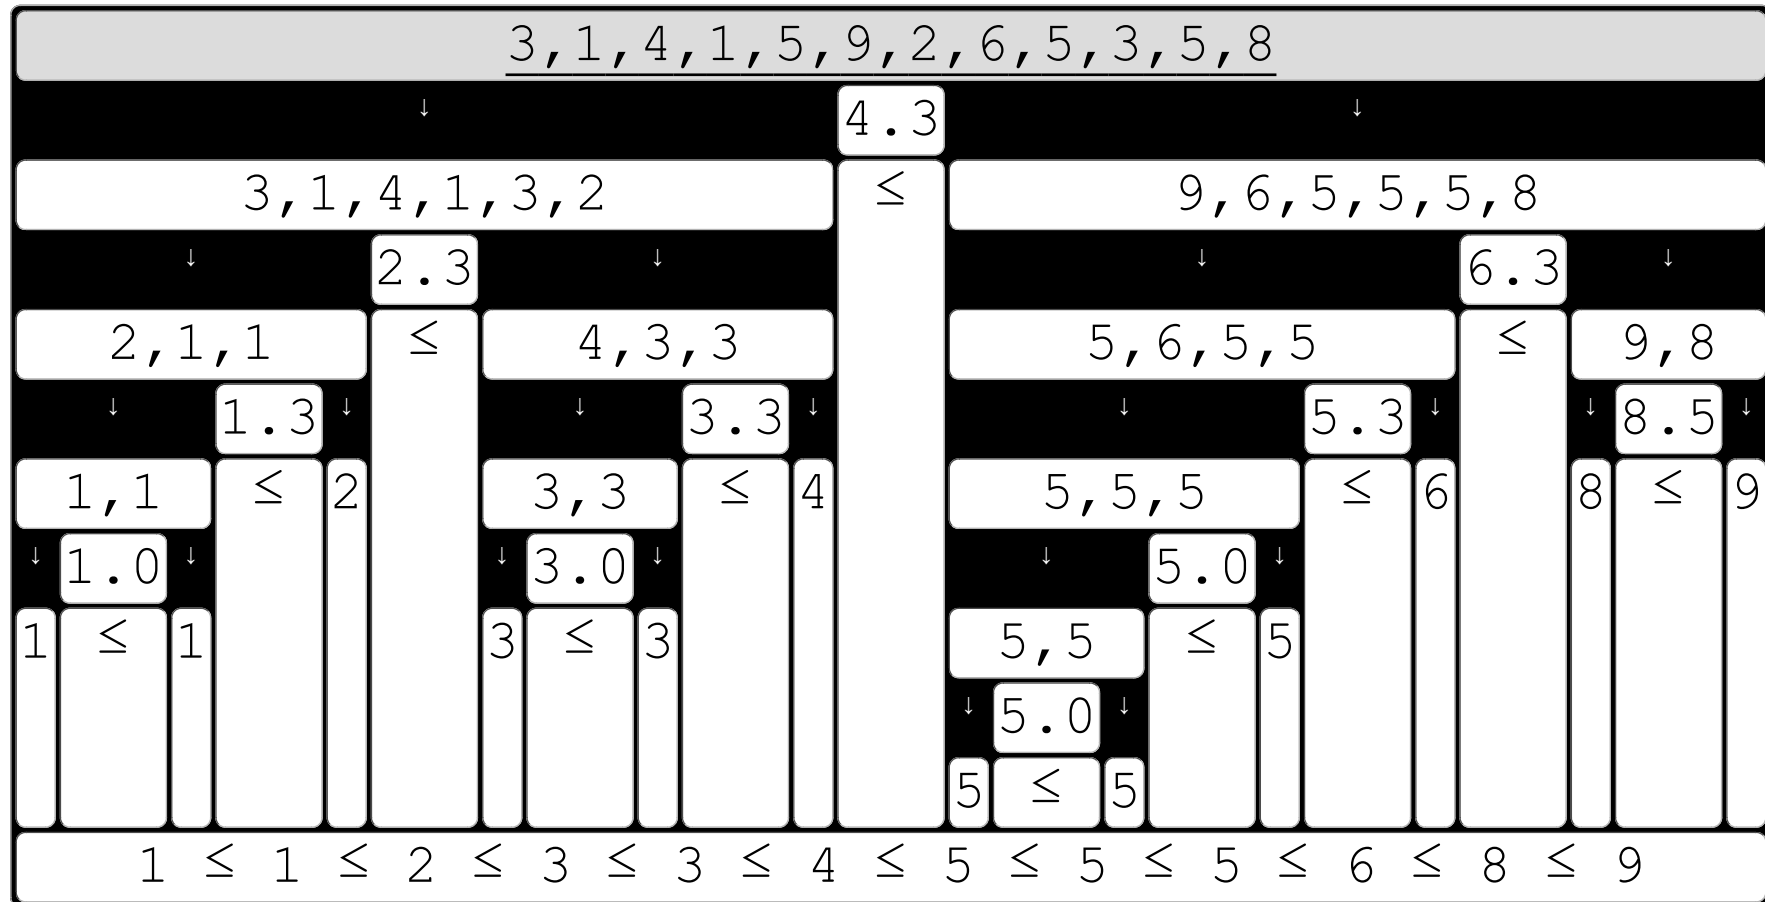 3,1,4,1,5,9,2,6,5,3,5,8
↓ 4.3 ↓
3,1,4,1,3,2 ≤ 9,6,5,5,5,8
↓ 2.3 ↓ ↓ 6.3 ↓
2,1,1 ≤ 4,3,3 5,6,5,5 ≤ 9,8
↓ 1.3 ↓ ↓ 3.3 ↓ ↓ 5.3 ↓ ↓ 8.5 ↓
1,1 ≤ 2 3,3 ≤ 4 5,5,5 ≤ 6 8 ≤ 9
↓ 1.0 ↓ ↓ 3.0 ↓ ↓ 5.0 ↓
1 ≤ 1 3 ≤ 3 5,5 ≤ 5
↓ 5.0 ↓
5 ≤ 5
1 ≤ 1 ≤ 2 ≤ 3 ≤ 3 ≤ 4 ≤ 5 ≤ 5 ≤ 5 ≤ 6 ≤ 8 ≤ 9